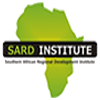 SARD INSTITUTE
Southern African Regional Development Institute